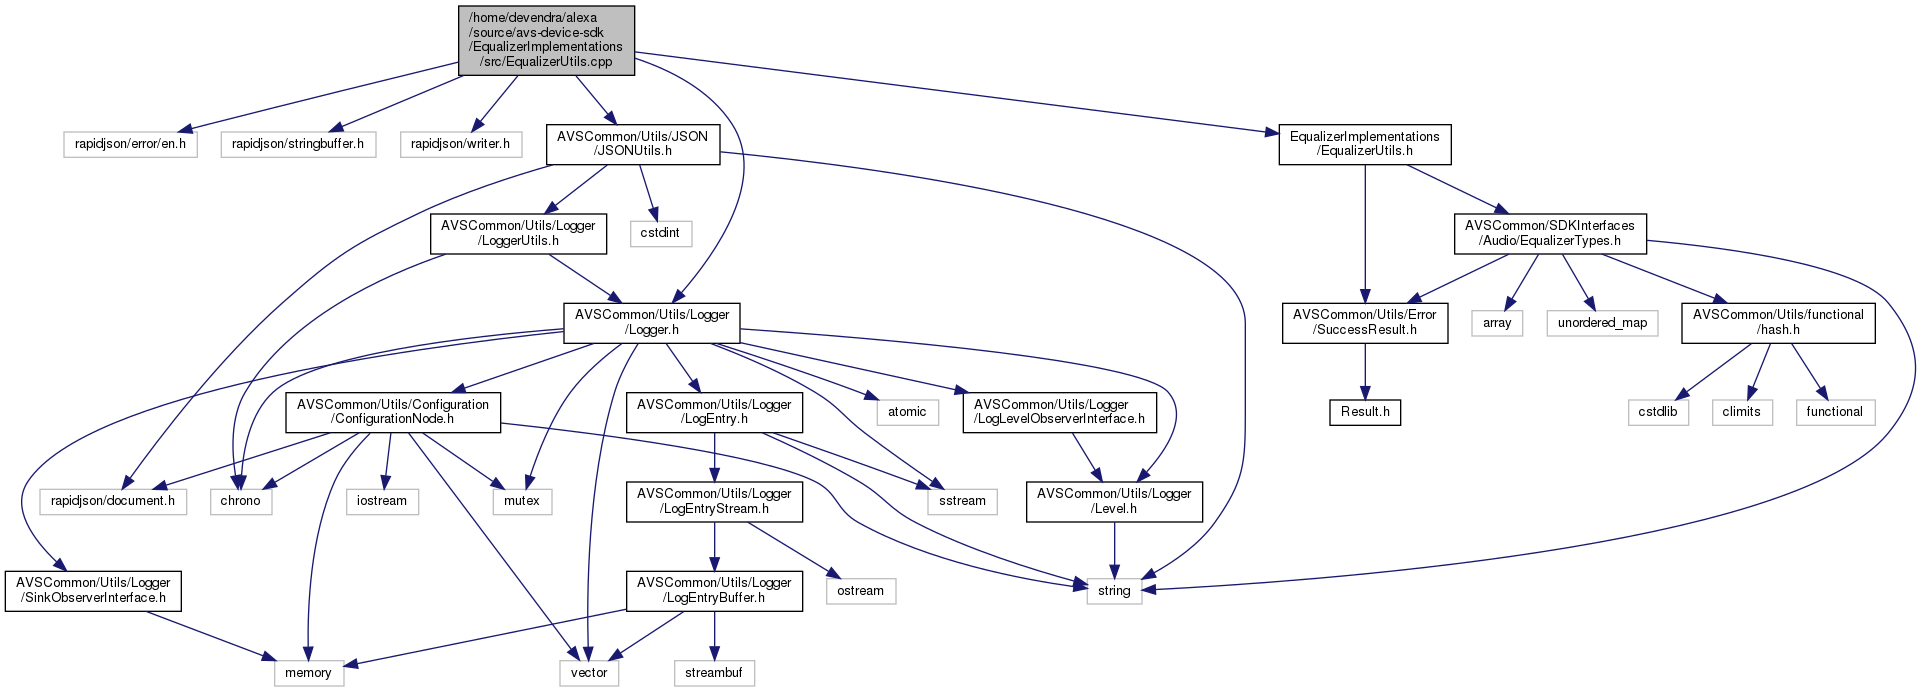 /home/devendra/alexa
/source/avs-device-sdk
/EqualizerImplementations
/src/EqualizerUtils.cpp
rapidjson/error/en.h
rapidjson/stringbuffer.h
rapidjson/writer.h
AVSCommon/Utils/JSON
/JSONUtils.h
EqualizerImplementations
/EqualizerUtils.h
AVSCommon/Utils/Logger
/LoggerUtils.h
cstdint
AVSCommon/SDKInterfaces
/Audio/EqualizerTypes.h
AVSCommon/Utils/Logger
/Logger.h
AVSCommon/Utils/Error
/SuccessResult.h
array
unordered_map
AVSCommon/Utils/functional
/hash.h
AVSCommon/Utils/Configuration
/ConfigurationNode.h
AVSCommon/Utils/Logger
/LogEntry.h
atomic
AVSCommon/Utils/Logger
/LogLevelObserverInterface.h
Result.h
cstdlib
climits
functional
rapidjson/document.h
chrono
iostream
mutex
AVSCommon/Utils/Logger
/LogEntryStream.h
sstream
AVSCommon/Utils/Logger
/Level.h
AVSCommon/Utils/Logger
/SinkObserverInterface.h
AVSCommon/Utils/Logger
/LogEntryBuffer.h
ostream
string
memory
vector
streambuf